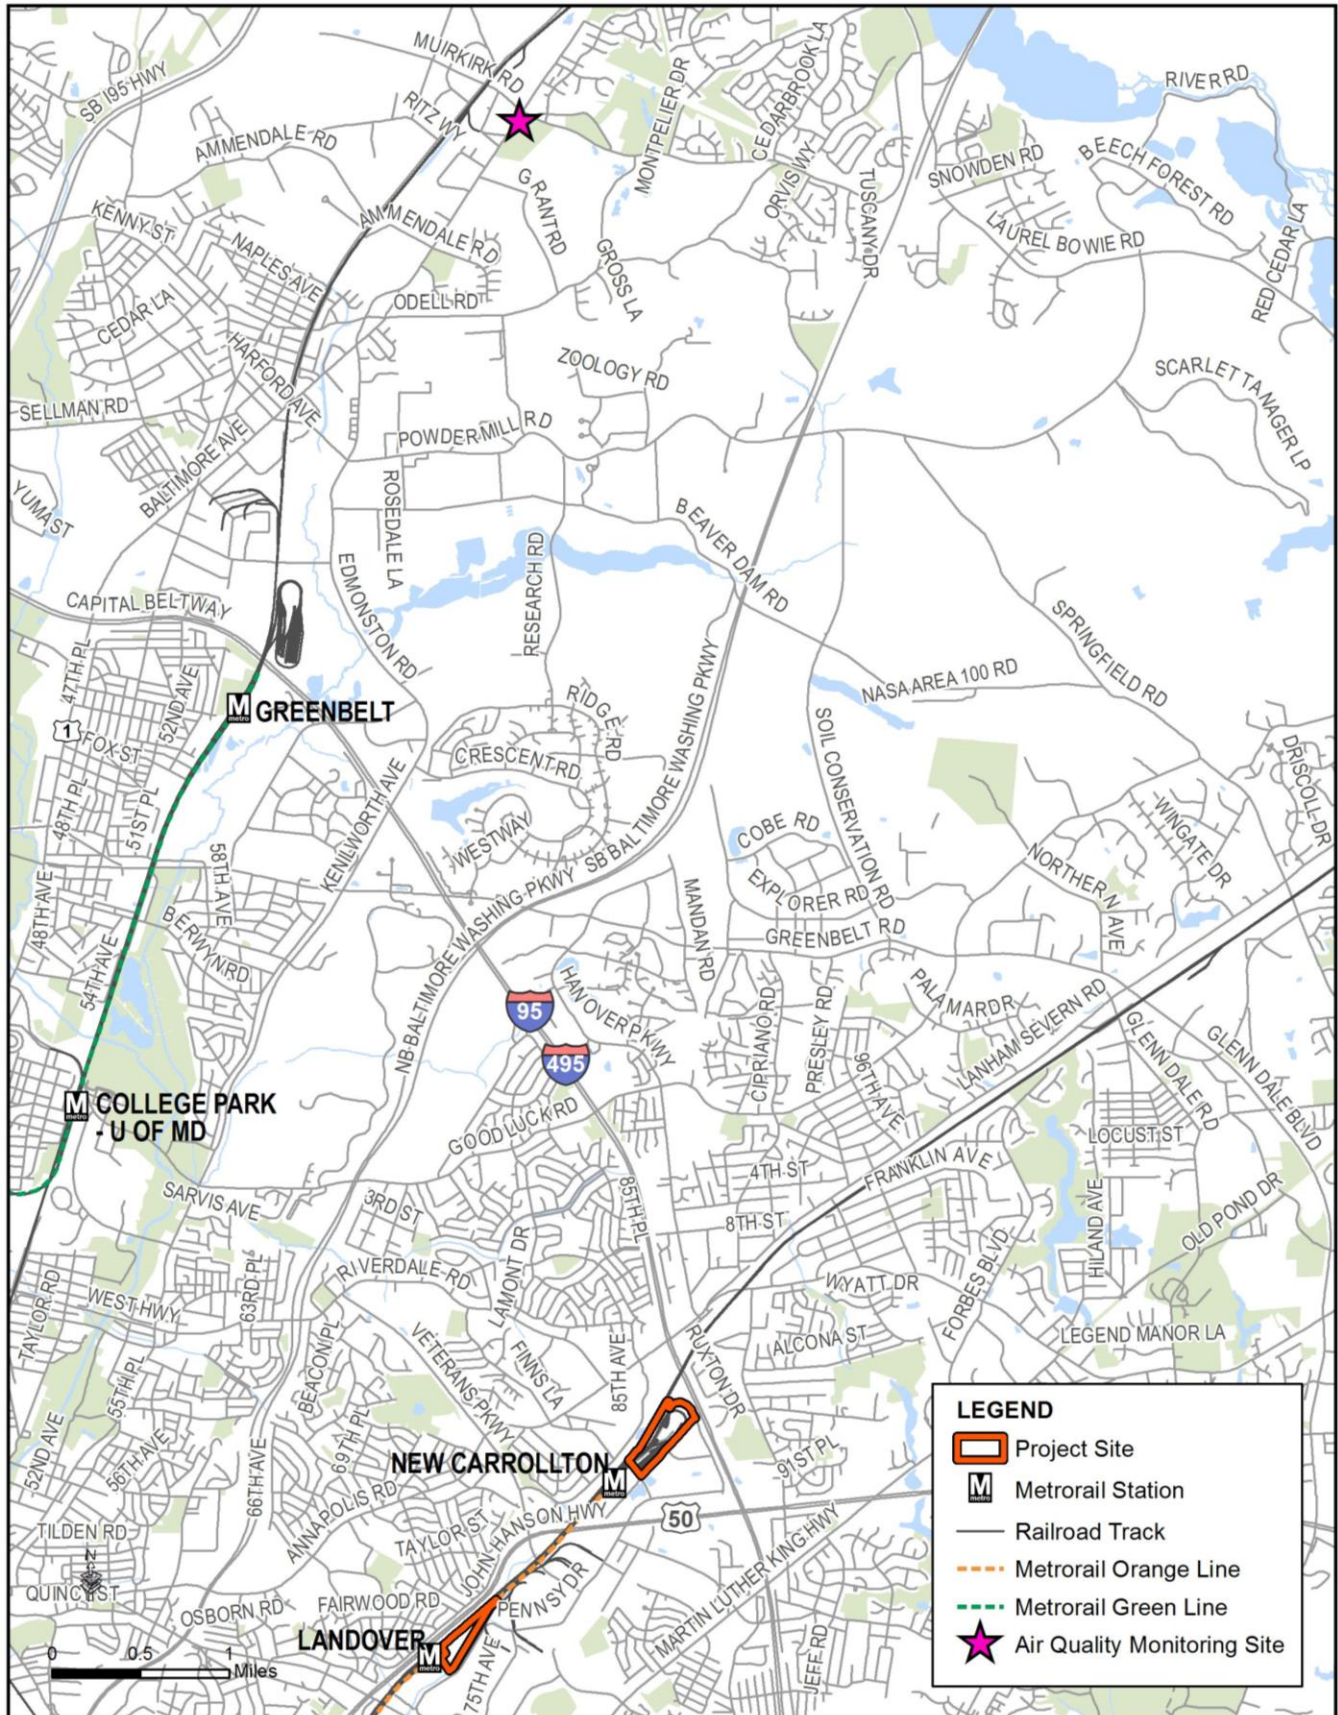 MUIRKIRK RD
SB I95 HWY
RIVER RD
RITZ WY
MONTPELIER DR
CEDARBROOK LA
AMMENDALE RD
ORVIS WY
SNOWDEN RD
BEECH FOREST RD
GRANT RD
TUSCANY DR
KENNY ST
NAPLES AVE
AMMENDALE RD
GROSS LA
LAUREL BOWIE RD
RED CEDAR LA
CEDAR LA
ODELL RD
HARFORD AVE
ZOOLOGY RD
SCARLET TANAGER LP
SELLMAN RD
POWDER MILL RD
BALTIMORE AVE
YUMA ST
ROSEDALE LA
BEAVER DAM RD
RESEARCH RD
EDMONSTON RD
CAPITAL BELTWAY
SPRINGFIELD RD
47TH PL
52ND AVE
NASA AREA 100 RD
M
metro
GREENBELT
RIDGE RD
1
FOX ST
CRESCENT RD
SB BALTIMORE WASHING PKWY
SOIL CONSERVATION RD
DRISCOLL DR
48TH PL
51ST PL
KENILWORTH AVE
WESTWAY
COBE RD
WINGATE DR
58TH AVE
EXPLORER RD
NORTHERN AVE
48TH AVE
BERWYN RD
MANDAN RD
GREENBELT RD
54TH AVE
NB BALTIMORE WASHING PKWY
HANOVER PKWY
95
495
CIPRIANO RD
PRESLEY RD
PALAMAR DR
LANHAM SEVERN RD
96TH AVE
GLENN DALE RD
GLENN DALE BLVD
M
metro
COLLEGE PARK
- U OF MD
GOOD LUCK RD
LOCUST ST
4TH ST
FRANKLIN AVE
SARVIS AVE
3RD ST
85TH PL
8TH ST
HILAND AVE
OLD POND DR
RIVERDALE RD
LAMONT DR
63RD PL
WYATT DR
FORBES BLVD
TAYLOR RD
WEST HWY
VETERANS PKWY
FINNS LA
85TH AVE
RUXTON DR
ALCONA ST
LEGEND MANOR LA
BEACON PL
55TH PL
69TH PL
52ND AVE
56TH AVE
66TH AVE
NEW CARROLLTON
M
metro
91ST PL
ANNAPOLIS RD
TAYLOR ST
JOHN HANSON HWY
50
TILDEN RD
N
QUINCY ST
OSBORN RD
FAIRWOOD RD
PENNSY DR
MARTIN LUTHER KING HWY
LANDOVER
M
metro
75TH AVE
JEFF RD
0 0.5 1
Miles
LEGEND
Project Site
M
metro
Metrorail Station
Railroad Track
Metrorail Orange Line
Metrorail Green Line
Air Quality Monitoring Site